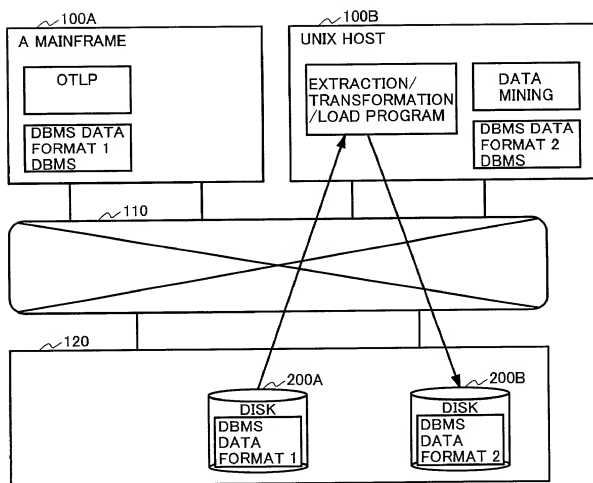 100A
A MAINFRAME
OTLP
DBMS DATA
FORMAT 1
DBMS
100B
UNIX HOST
EXTRACTION/
TRANSFORMATION
/LOAD PROGRAM
DATA
MINING
DBMS DATA
FORMAT 2
DBMS
110
120
200A
DISK
DBMS
DATA
FORMAT 1
200B
DISK
DBMS
DATA
FORMAT 2